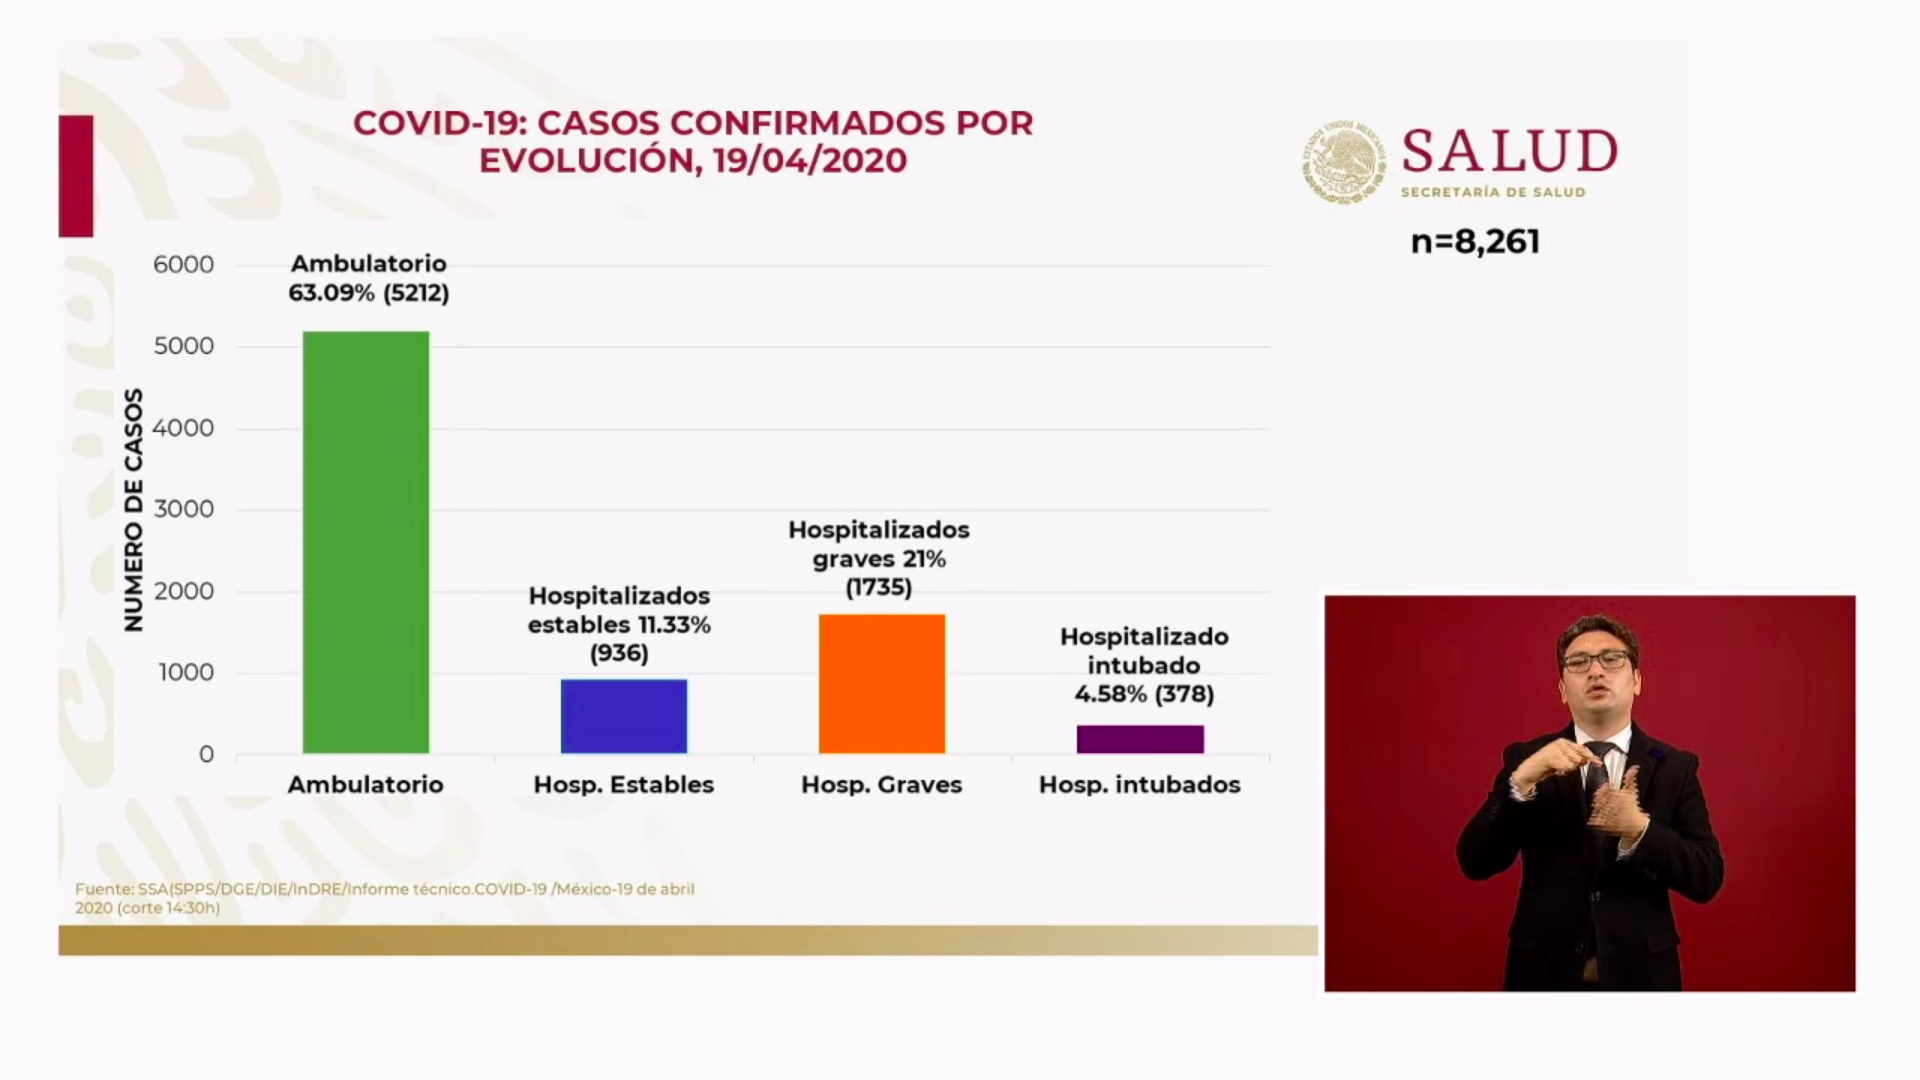 COVID-19: CASOS CONFIRMADOS POR
EVOLUCIÓN, 19/04/2020
SALUD
SECRETARÍA DE SALUD
n=8,261
NUMERO DE CASOS
6000
5000
4000
3000
2000
1000
0
Ambulatorio
63.09% (5212)
Hospitalizados
estables 11.33%
(936)
Hospitalizados
graves 21%
(1735)
Hospitalizado
intubado
4.58% (378)
Ambulatorio
Hosp. Estables
Hosp. Graves
Hosp. intubados
Fuente: SSA(SPPS/DGE/DIE/InDRE/Informe técnico.COVID-19 /México-19 de abril
2020 (corte 14:30h)